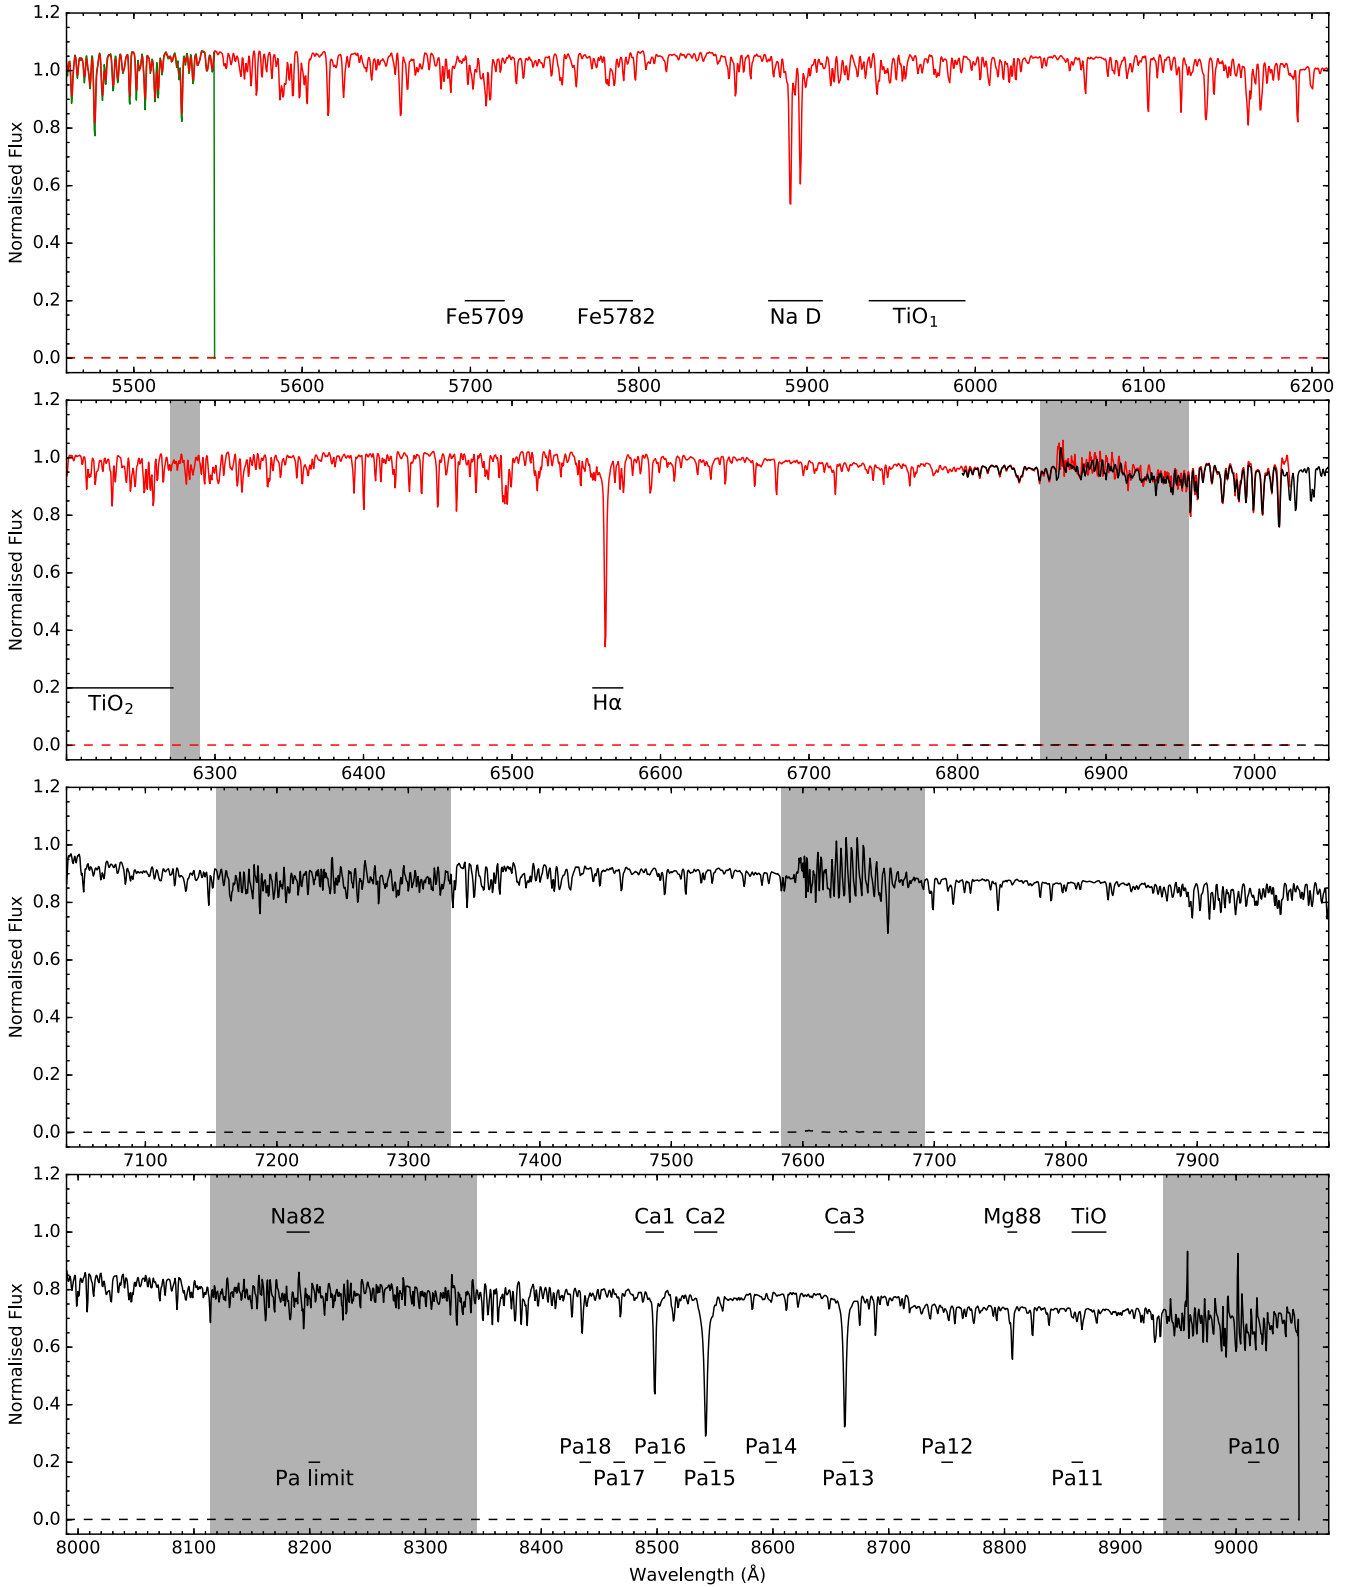 1.2
1.0
0.8
0.6
0.4
0.2
0.0
Normalised Flux
Fe5709 Fe5782 Na D TiO₁
5500 5600 5700 5800 5900 6000 6100 6200
1.2
1.0
0.8
0.6
0.4
0.2
0.0
Normalised Flux
TiO₂ Hα
6300 6400 6500 6600 6700 6800 6900 7000
1.2
1.0
0.8
0.6
0.4
0.2
0.0
Normalised Flux
7100 7200 7300 7400 7500 7600 7700 7800 7900
1.2
1.0
0.8
0.6
0.4
0.2
0.0
Normalised Flux
Na82 Ca1 Ca2 Ca3 Mg88 TiO
Pa18 Pa16 Pa14 Pa12 Pa10
Pa limit Pa17 Pa15 Pa13 Pa11
8000 8100 8200 8300 8400 8500 8600 8700 8800 8900 9000
Wavelength (Å)